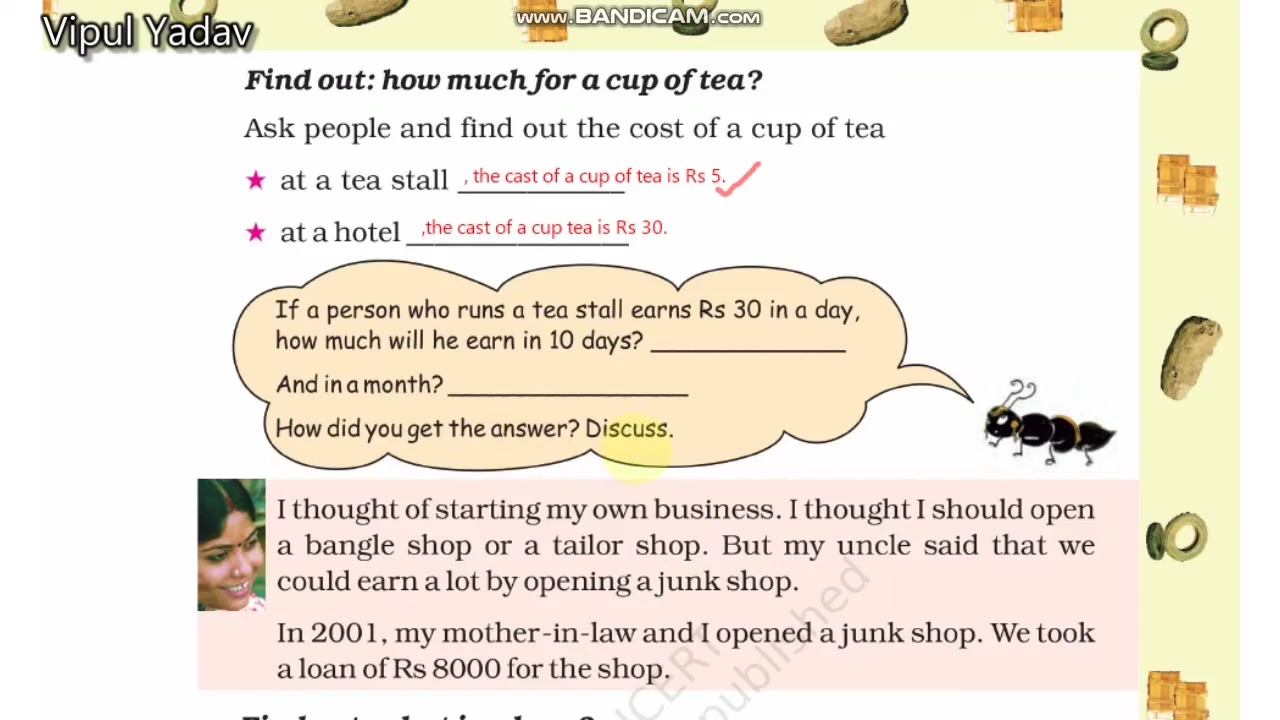 www.BANDICAM.com
Vipul Yadav
Find out: how much for a cup of tea?
Ask people and find out the cost of a cup of tea
★ at a tea stall ____________ , the cast of a cup of tea is Rs 5.
★ at a hotel ____________ ,the cast of a cup tea is Rs 30.
If a person who runs a tea stall earns Rs 30 in a day,
how much will he earn in 10 days? ____________
And in a month? ____________
How did you get the answer? Discuss.
I thought of starting my own business. I thought I should open
a bangle shop or a tailor shop. But my uncle said that we
could earn a lot by opening a junk shop.
In 2001, my mother-in-law and I opened a junk shop. We took
a loan of Rs 8000 for the shop.